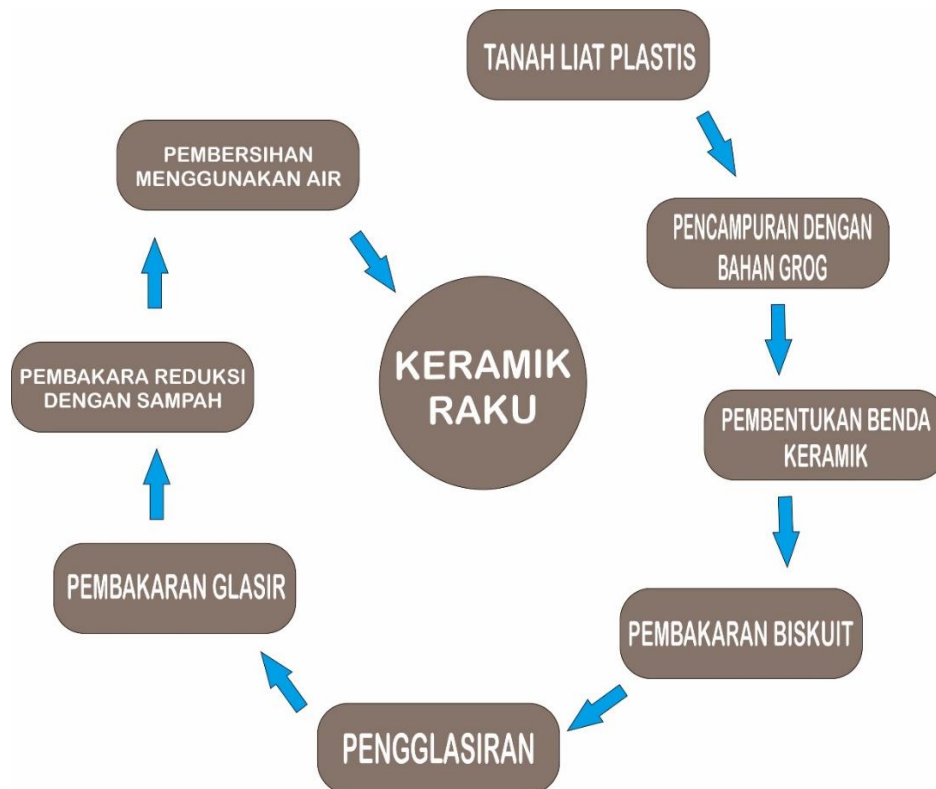 TANAH LIAT PLASTIS
PENCAMPURAN DENGAN
BAHAN GROG
PEMBENTUKAN BENDA
KERAMIK
PEMBAKARAN BISKUIT
PENGGLASIRAN
PEMBAKARAN GLASIR
PEMBAKARA REDUKSI
DENGAN SAMPAH
PEMBERSIHAN
MENGGUNAKAN AIR
KERAMIK
RAKU